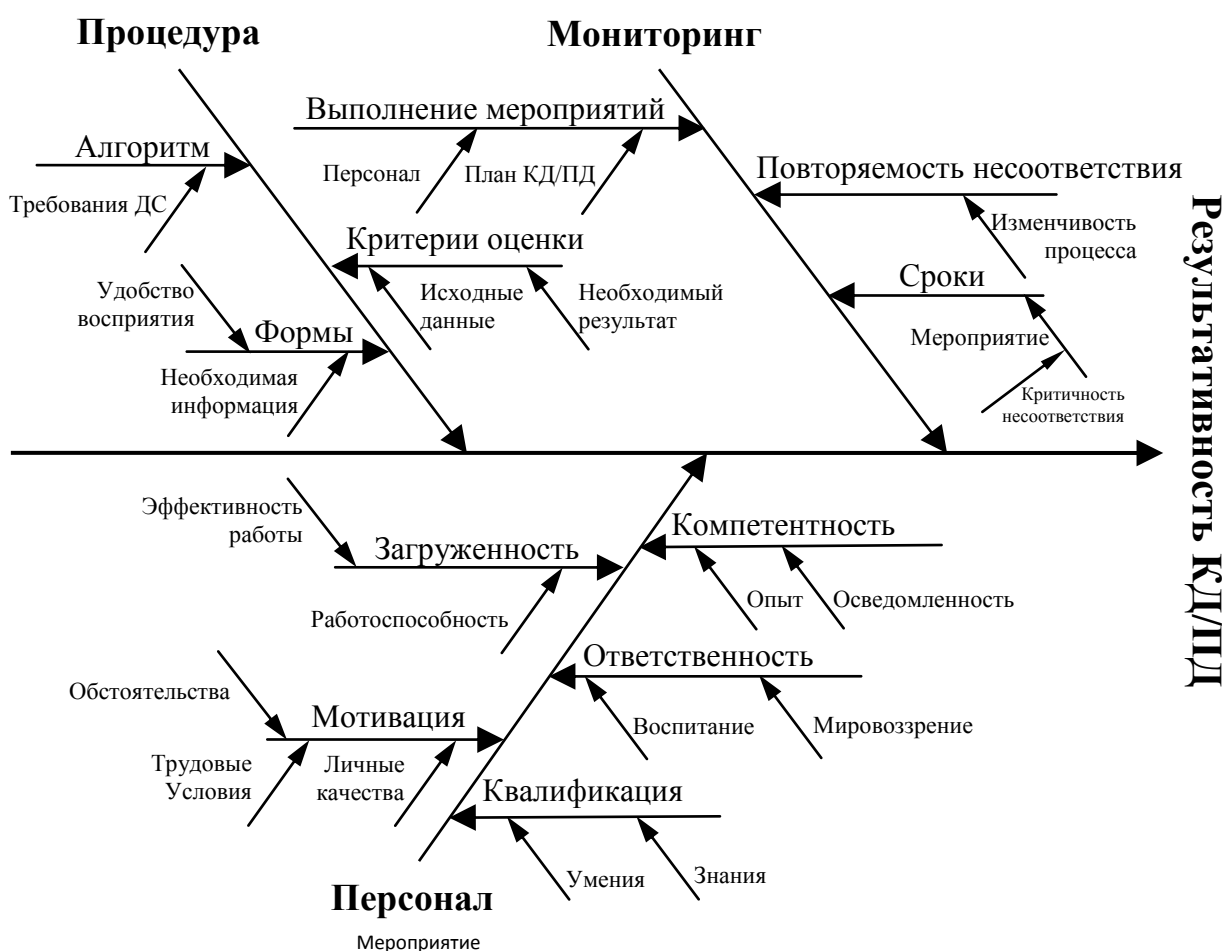 Процедура
Мониторинг
Выполнение мероприятий
Алгоритм
Персонал
План КД/ПД
Повторяемость несоответствия
Требования ДС
Изменчивость
процесса
Критерии оценки
Удобство
восприятия
Исходные
данные
Необходимый
результат
Сроки
Формы
Мероприятие
Необходимая
информация
Критичность
несоответствия
Результативность КД/ПД
Эффективность
работы
Загруженность
Компетентность
Работоспособность
Опыт
Осведомленность
Ответственность
Обстоятельства
Мотивация
Воспитание
Мировоззрение
Трудовые
Условия
Личные
качества
Квалификация
Умения
Знания
Персонал
Мероприятие